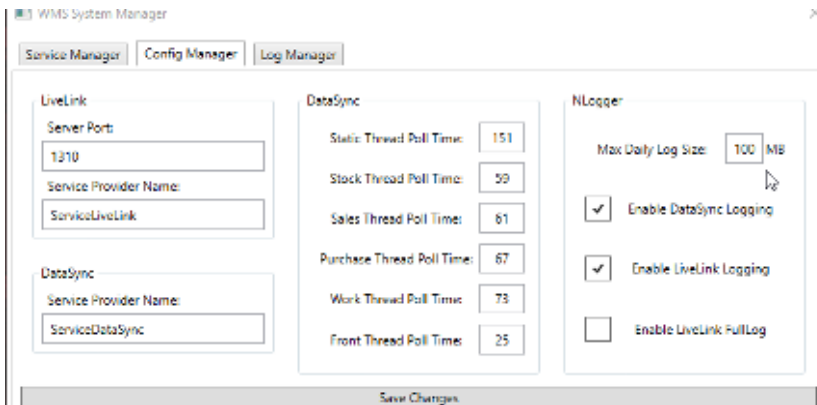 WMS System Manager
Service Manager
Config Manager
Log Manager
LiveLink
Server Port:
1310
Service Provider Name:
ServiceLiveLink
DataSync
Service Provider Name:
ServiceDataSync
DataSync
Static Thread Poll Time: 151
Stock Thread Poll Time: 59
Sales Thread Poll Time: 61
Purchase Thread Poll Time: 67
Work Thread Poll Time: 73
Front Thread Poll Time: 25
NLogger
Max Daily Log Size: 100 MB
Enable DataSync Logging
Enable LiveLink Logging
Enable LiveLink FullLog
Save Changes